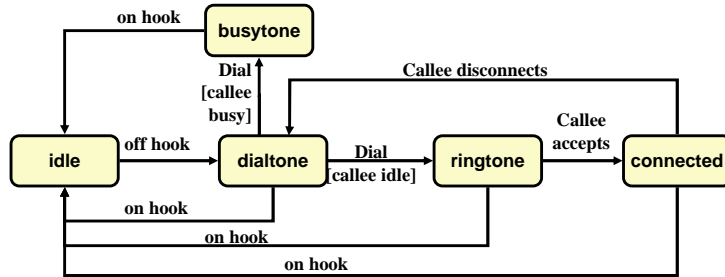 on hook
busytone
Dial
[callee
busy]
Callee disconnects
idle
off hook
dialtone
Dial
[callee idle]
ringtone
Callee
accepts
connected
on hook
on hook
on hook